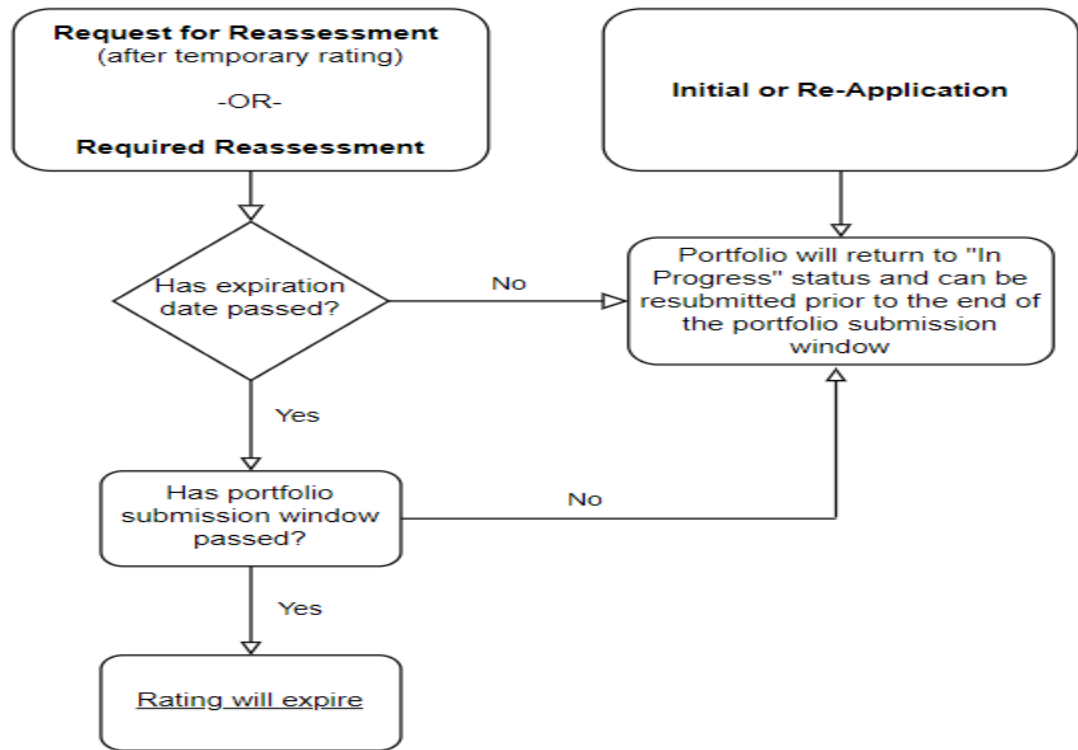 Request for Reassessment
(after temporary rating)
-OR-
Required Reassessment
Initial or Re-Application
Has expiration
date passed?
No
Portfolio will return to "In
Progress" status and can be
resubmitted prior to the end of
the portfolio submission
window
Yes
Has portfolio
submission window
passed?
No
Yes
Rating will expire